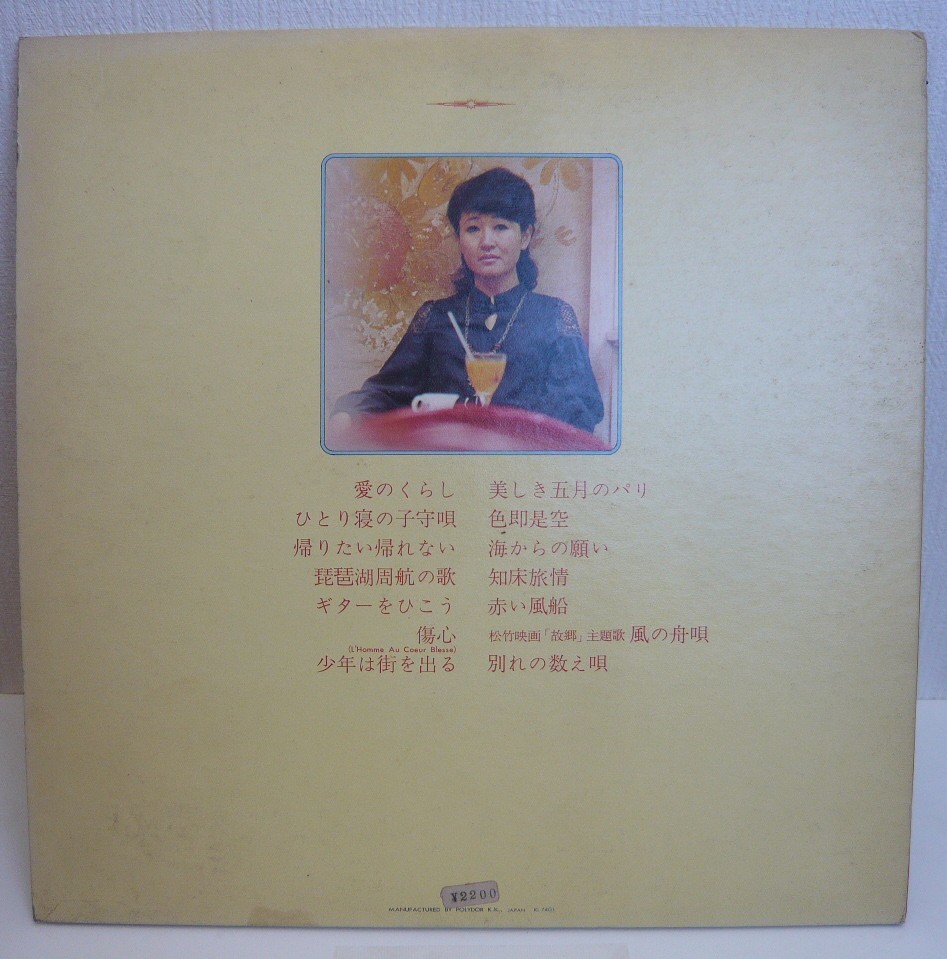 愛のくらし
ひとり寝の子守唄
帰りたい帰れない
琵琶湖周航の歌
ギターをひこう
傷心
(L'Homme Au Coeur Blesse)
少年は街を出る
美しき五月のパリ
色即是空
海からの願い
知床旅情
赤い風船
松竹映画「故郷」主題歌 風の舟唄
別れの数え唄
¥2200
MANUFACTURED BY POLYDOR K.K., JAPAN